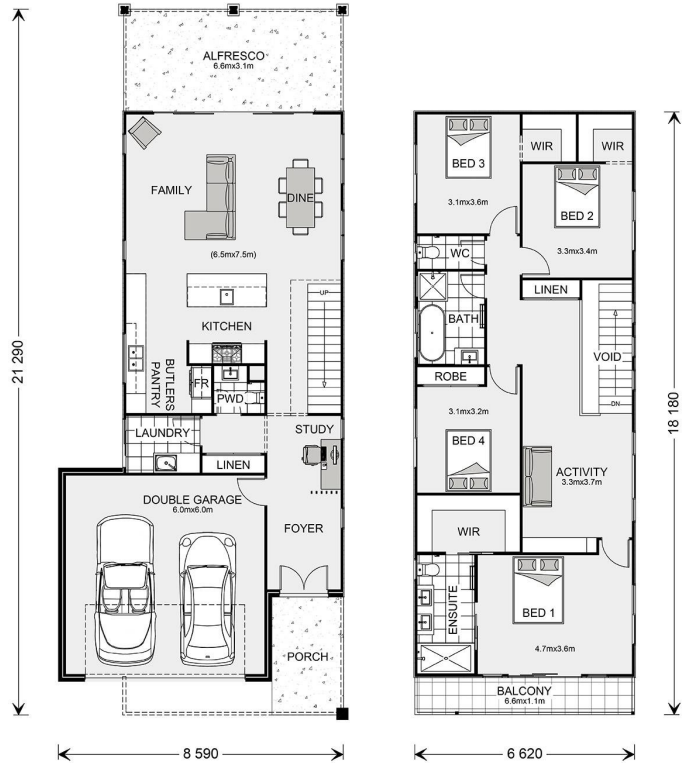 ALFRESCO
6.6mx3.1m
FAMILY
DINE
(6.5mx7.5m)
UP
KITCHEN
BUTLERS
PANTRY
FR
PWD
LAUNDRY
STUDY
LINEN
DOUBLE GARAGE
6.0mx6.0m
FOYER
PORCH
21 290
8 590
WIR
WIR
BED 3
3.1mx3.6m
BED 2
3.3mx3.4m
WC
LINEN
BATH
VOID
ROBE
DN
3.1mx3.2m
BED 4
ACTIVITY
3.3mx3.7m
WIR
ENSUITE
BED 1
4.7mx3.6m
BALCONY
6.6mx1.1m
18 180
6 620